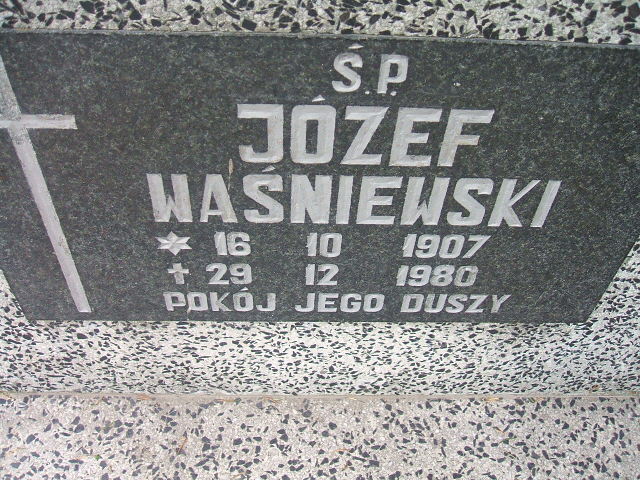 Ś.P.
JÓZEF
WAŚNIEWSKI
✶ 16 10 1907
✝ 29 12 1980
POKÓJ JEGO DUSZY